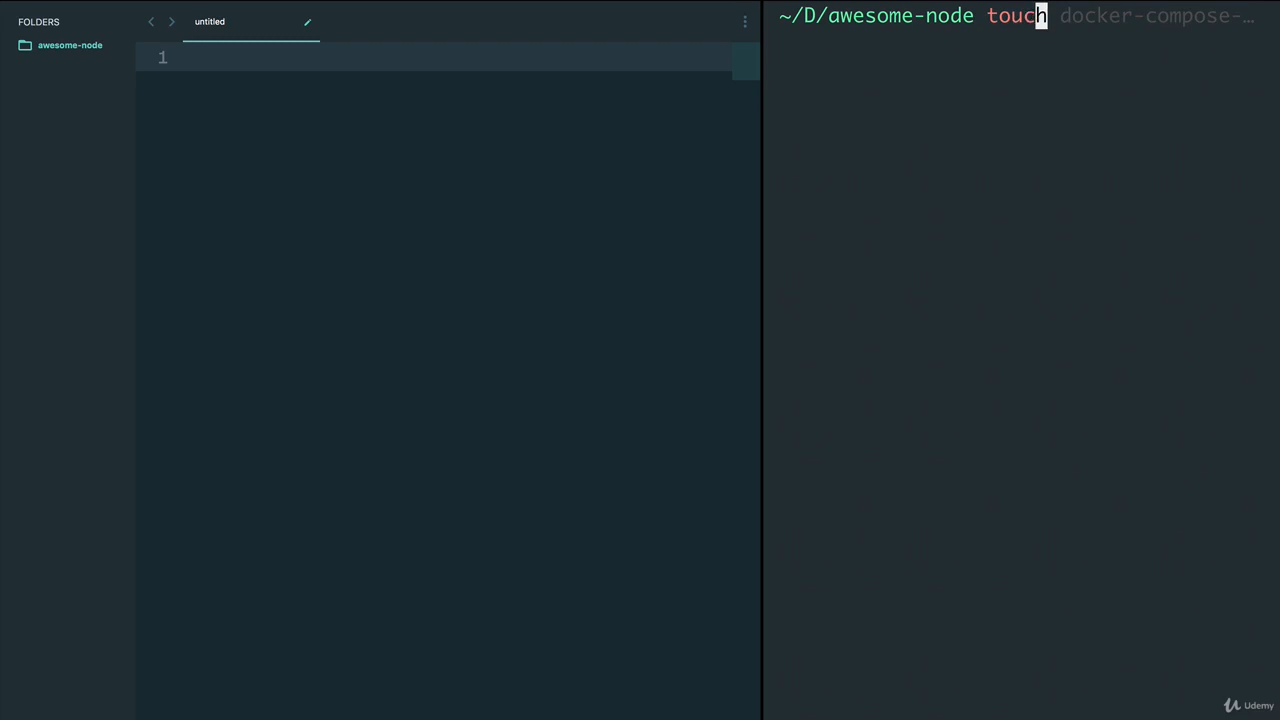 FOLDERS
awesome-node
untitled
1
~/D/awesome-node touch docker-compose-…
Udemy